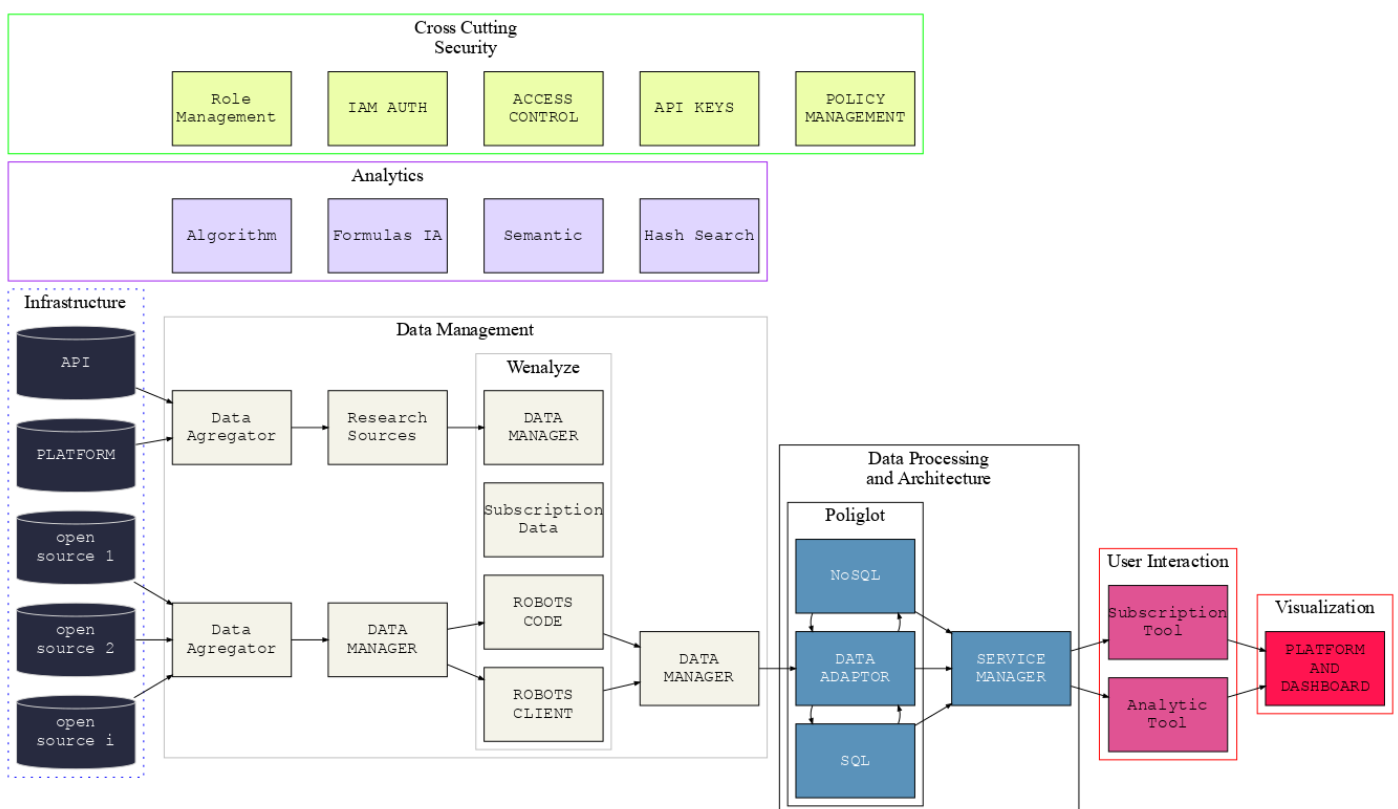 Cross Cutting
Security
Role
Management
IAM AUTH
ACCESS
CONTROL
API KEYS
POLICY
MANAGEMENT
Analytics
Algorithm
Formulas IA
Semantic
Hash Search
Infrastructure
API
PLATFORM
open
source 1
open
source 2
open
source i
Data Management
Data
Agregator
Research
Sources
Wenalyze
DATA
MANAGER
Subscription
Data
Data
Agregator
DATA
MANAGER
ROBOTS
CODE
ROBOTS
CLIENT
DATA
MANAGER
Data Processing
and Architecture
Poliglot
NoSQL
DATA
ADAPTOR
SQL
SERVICE
MANAGER
User Interaction
Subscription
Tool
Analytic
Tool
Visualization
PLATFORM
AND
DASHBOARD